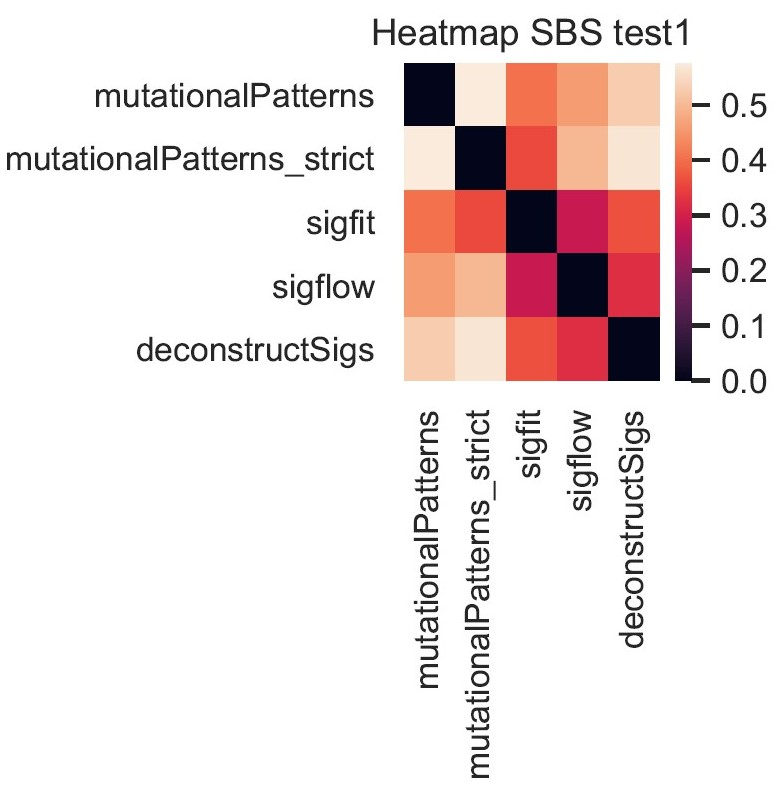 Heatmap SBS test1
mutationalPatterns
mutationalPatterns_strict
sigfit
sigflow
deconstructSigs
0.5
0.4
0.3
0.2
0.1
0.0
mutationalPatterns
mutationalPatterns_strict
sigfit
sigflow
deconstructSigs